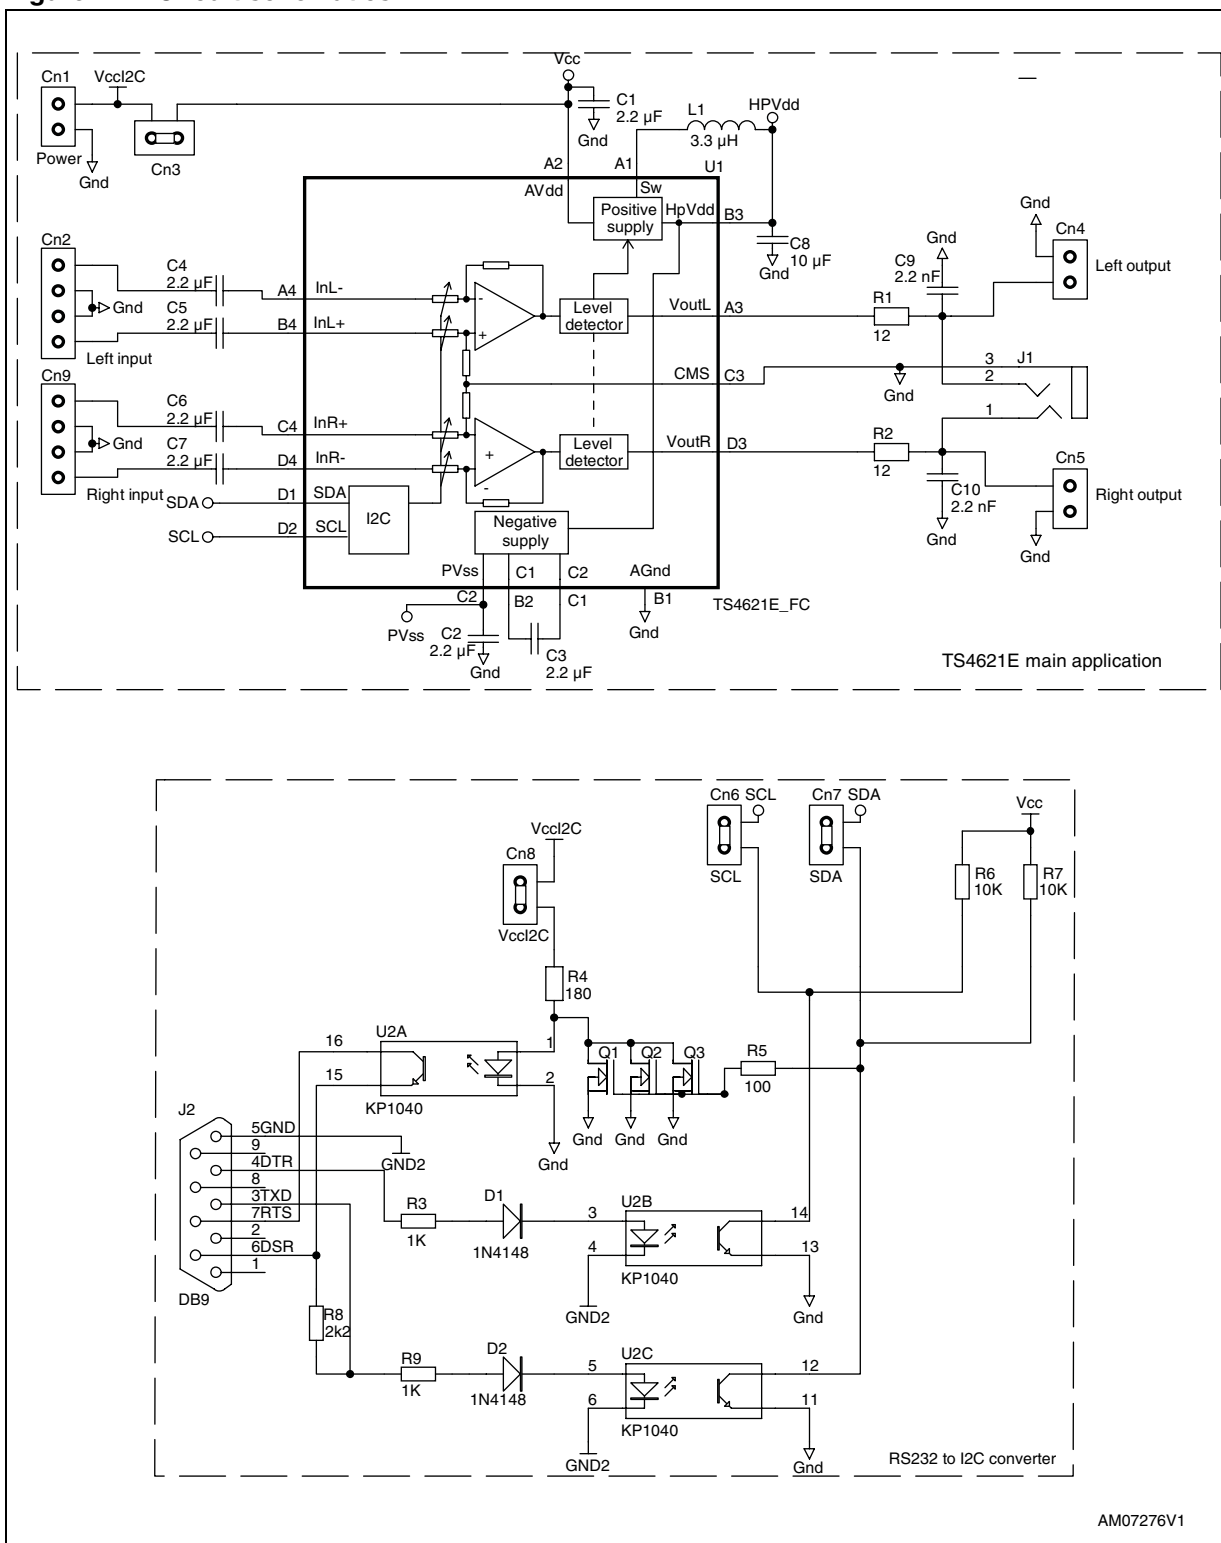 Cn1
VccI2C
Vcc
C1
2.2 µF
Gnd
L1
3.3 µH
HPVdd
Power
Gnd
Cn3
A2
A1
U1
AVdd
Sw
Positive
supply
HpVdd
B3
C8
10 µF
Gnd
Cn2
C4
2.2 µF
A4
InL-
Gnd
C5
2.2 µF
B4
InL+
Left input
-
+
Level
detector
VoutL
A3
R1
12
Gnd
C9
2.2 nF
Gnd
Cn4
Left output
CMS
C3
Gnd
3
2
1
J1
Cn9
C6
2.2 µF
C4
InR+
Gnd
C7
2.2 µF
D4
InR-
Right input
+
-
Level
detector
VoutR
D3
R2
12
C10
2.2 nF
Gnd
Cn5
Right output
Gnd
SDA
D1
SDA
SCL
D2
SCL
I2C
Negative
supply
PVss
C1
C2
AGnd
C2
B2
C1
B1
TS4621E_FC
PVss
C2
2.2 µF
Gnd
C3
2.2 µF
Gnd
TS4621E main application
Cn6
SCL
SCL
Cn7
SDA
SDA
Vcc
R6
10K
R7
10K
VccI2C
Cn8
VccI2C
R4
180
U2A
16
15
1
2
KP1040
Gnd
Q1
Q2
Q3
Gnd
Gnd
Gnd
R5
100
J2
5GND
9
4DTR
8
3TXD
7RTS
2
6DSR
1
DB9
GND2
R3
1K
D1
1N4148
3
4
U2B
KP1040
14
13
GND2
Gnd
R8
2k2
R9
1K
D2
1N4148
5
6
U2C
KP1040
12
11
GND2
Gnd
RS232 to I2C converter
AM07276V1